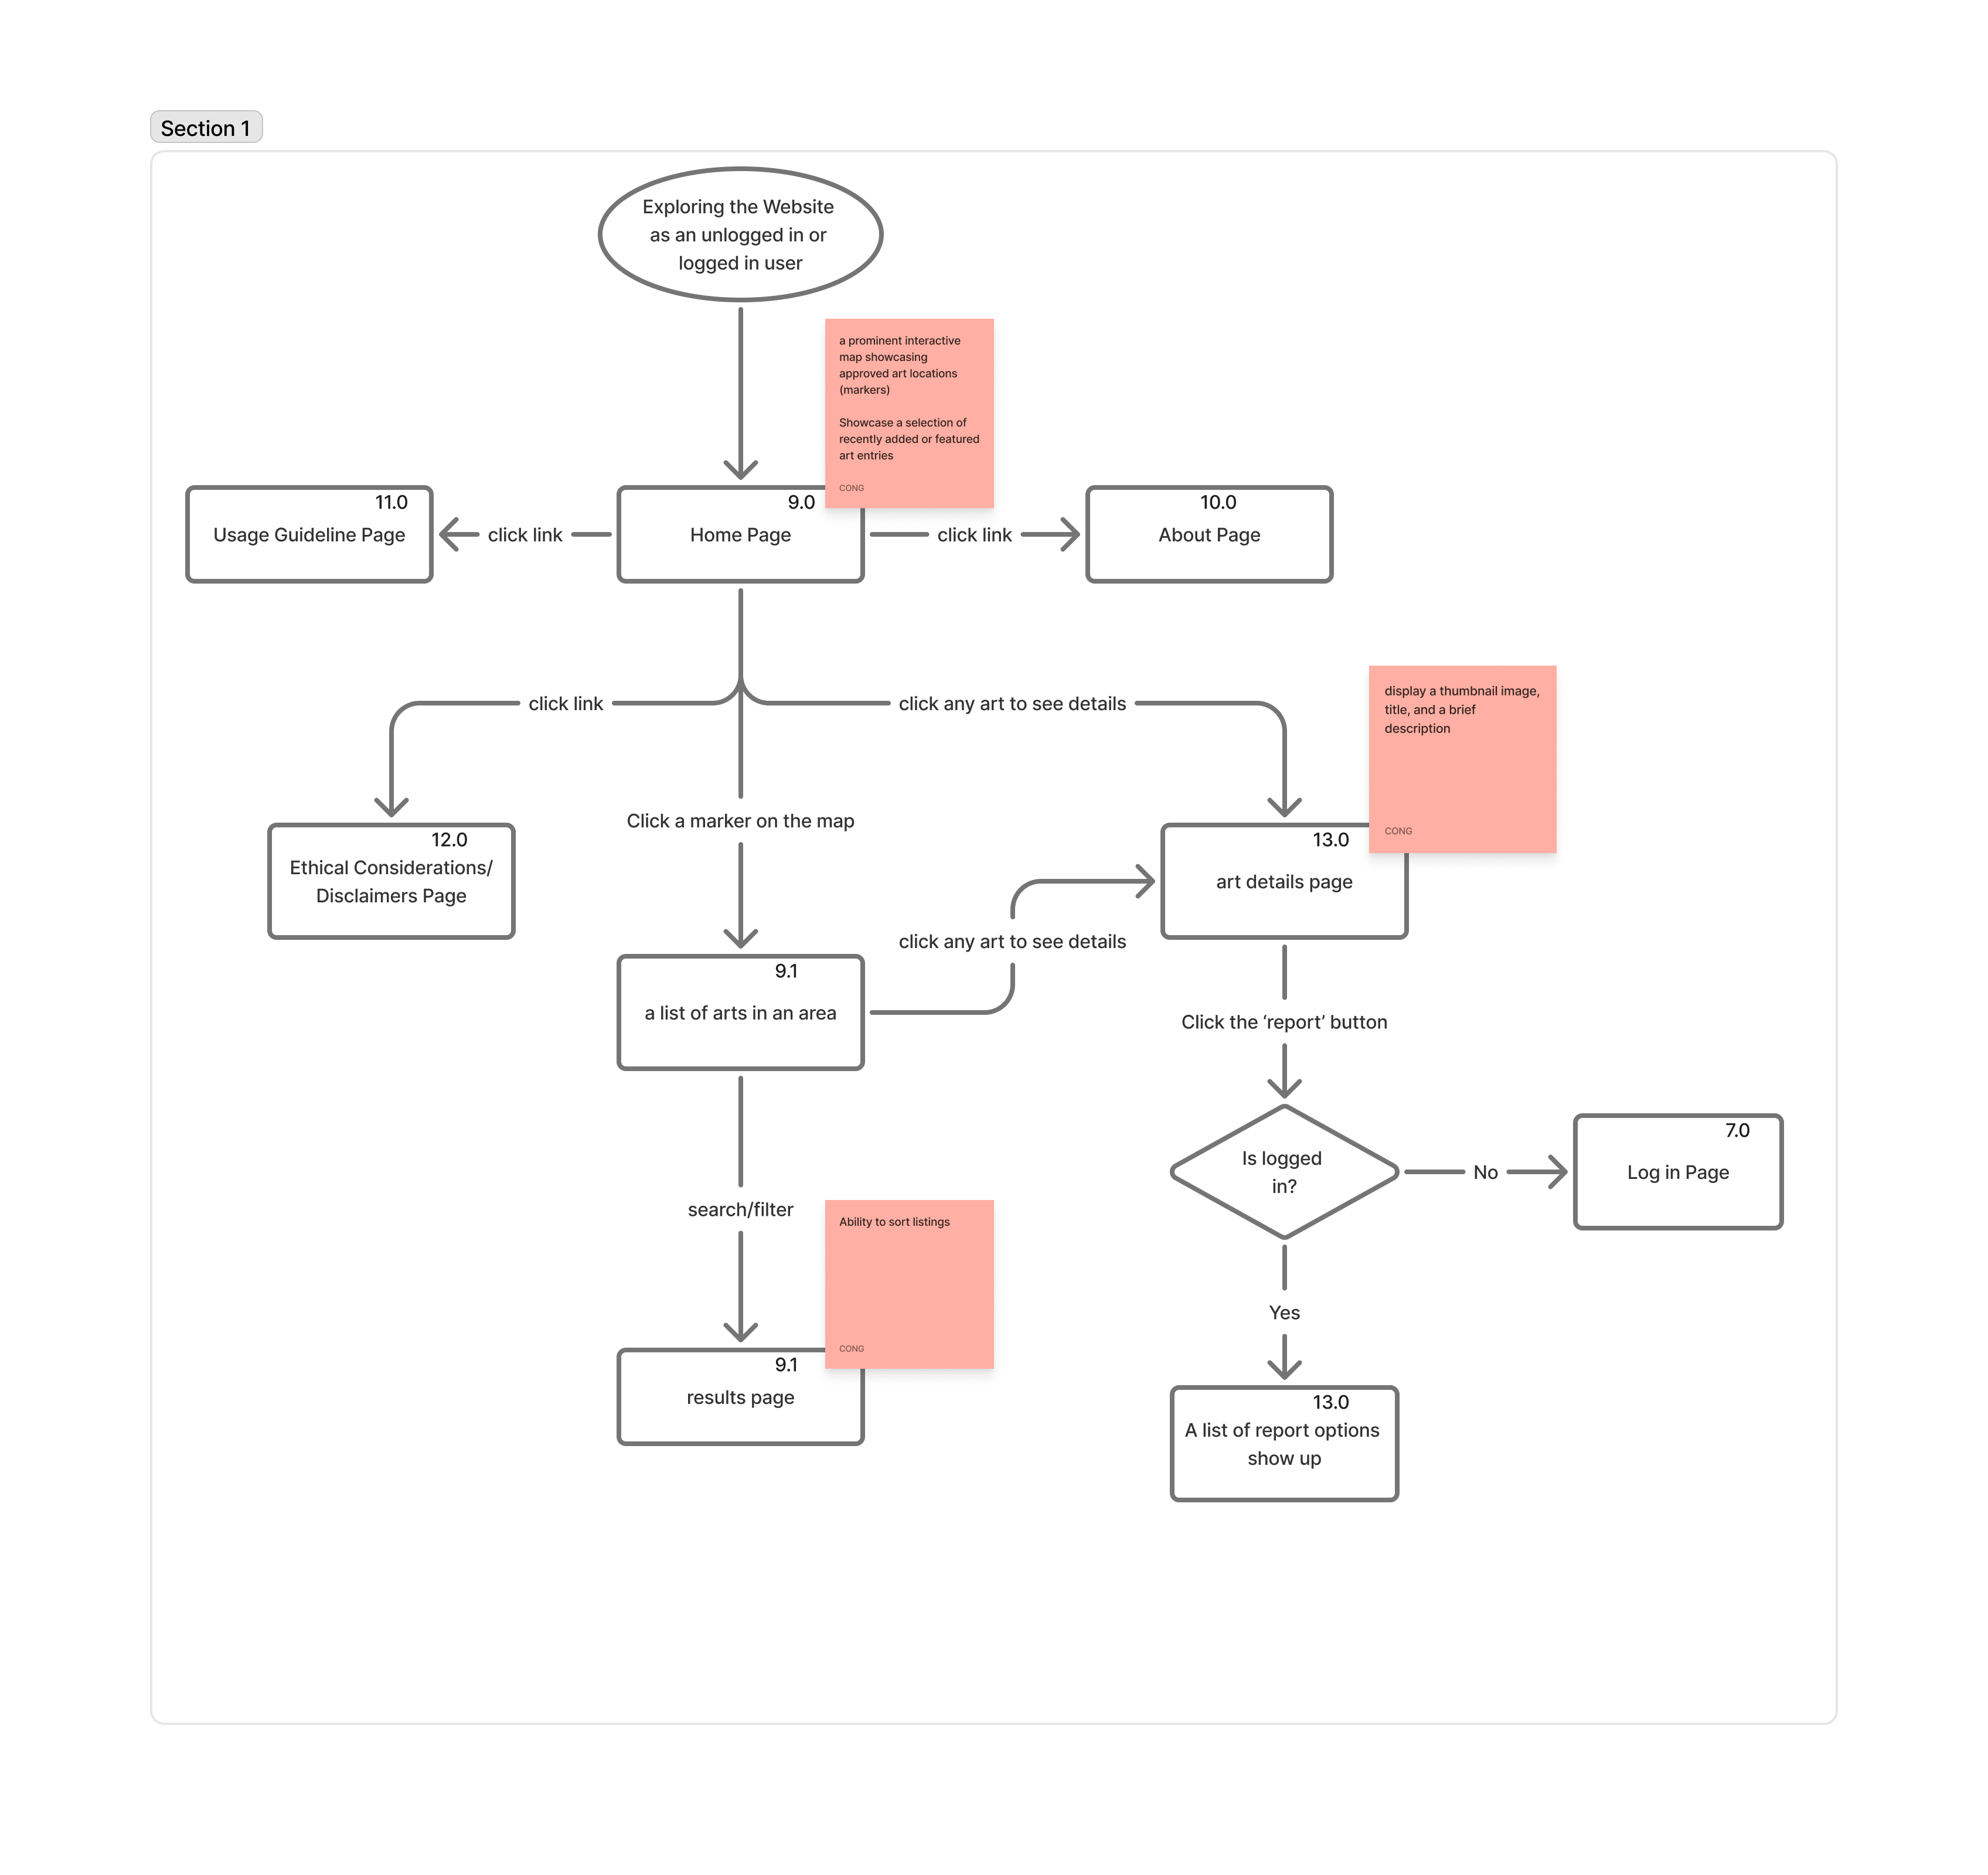 Section 1
Exploring the Website
as an unlogged in or
logged in user
a prominent interactive
map showcasing
approved art locations
(markers)
Showcase a selection of
recently added or featured
art entries
CONG
11.0
Usage Guideline Page
click link
9.0
Home Page
click link
10.0
About Page
click link
click any art to see details
display a thumbnail image,
title, and a brief
description
CONG
Click a marker on the map
12.0
Ethical Considerations/
Disclaimers Page
13.0
art details page
click any art to see details
9.1
a list of arts in an area
Click the ‘report’ button
Is logged
in?
No
7.0
Log in Page
search/filter
Ability to sort listings
CONG
Yes
9.1
results page
13.0
A list of report options
show up